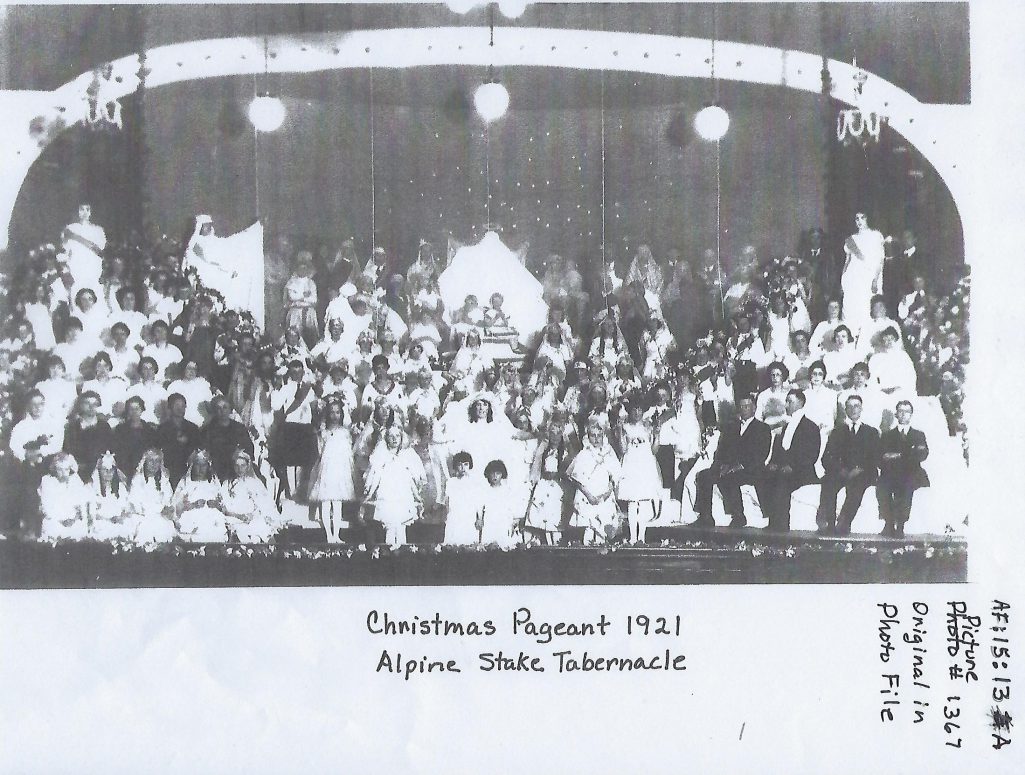 Christmas Pageant 1921
Alpine Stake Tabernacle
AF:15:13 A
Picture
Photo # 1367
Original in
Photo File